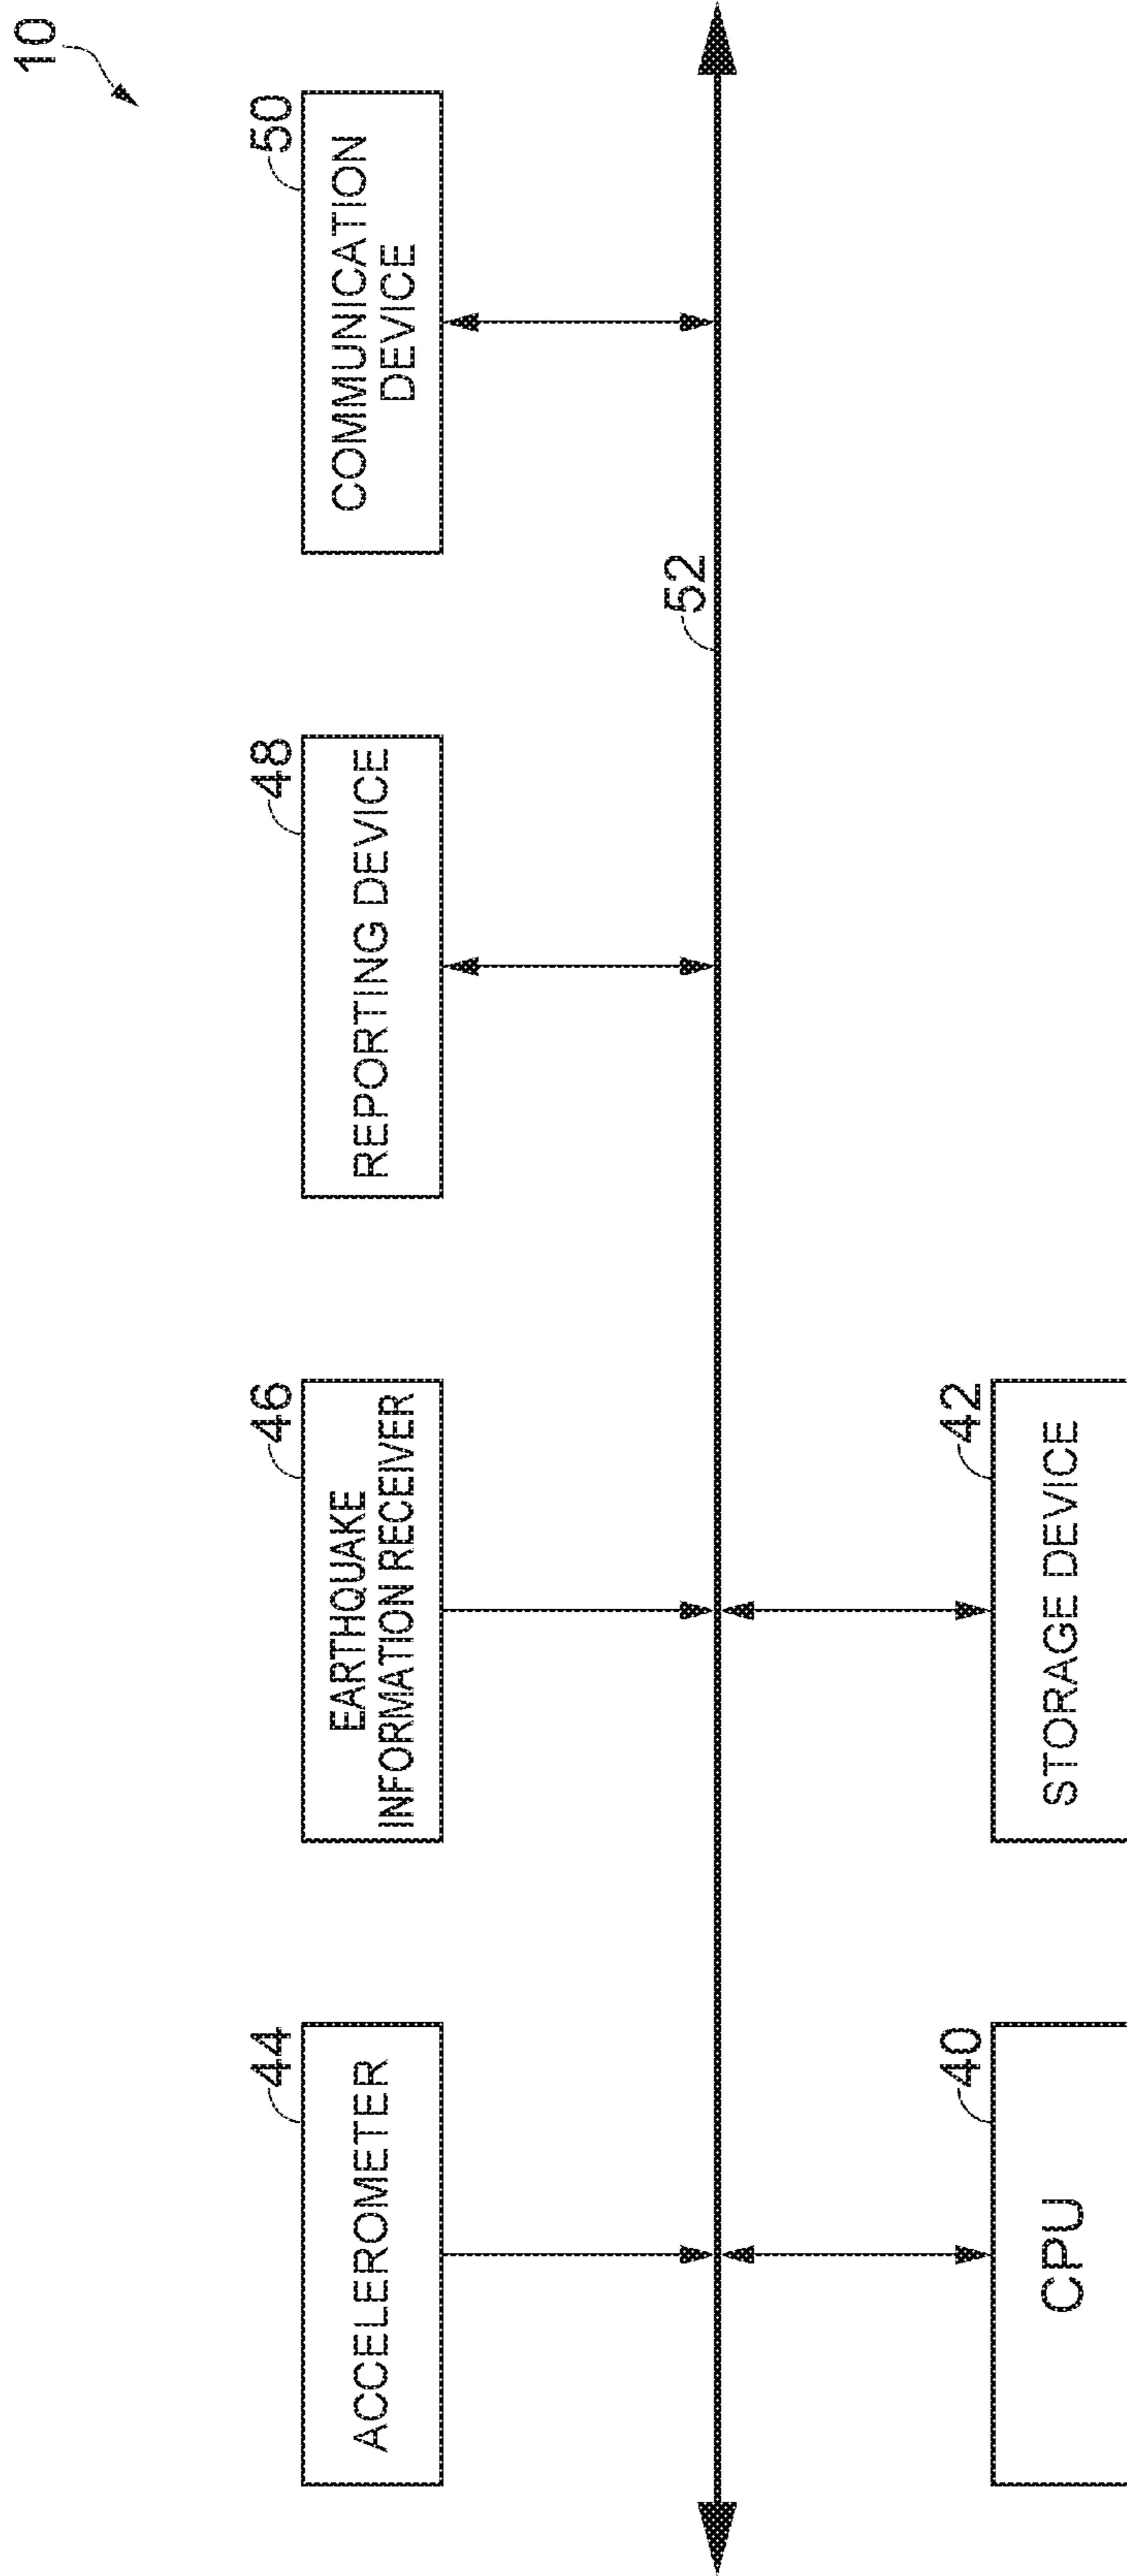 10
44
ACCELEROMETER
46
EARTHQUAKE
INFORMATION RECEIVER
48
REPORTING DEVICE
50
COMMUNICATION
DEVICE
52
40
CPU
42
STORAGE DEVICE